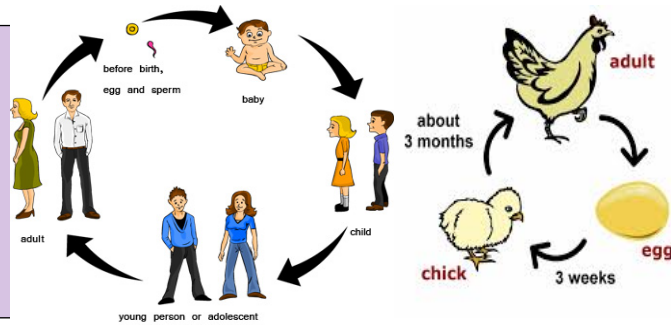 before birth,
egg and sperm
baby
child
young person or adolescent
adult
adult
about
3 months
egg
chick
3 weeks